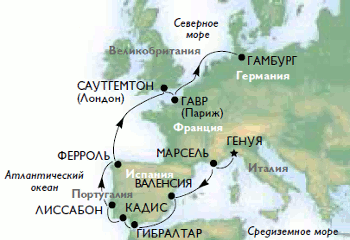 Северное
море
Великобритания
ГАМБУРГ
Германия
САУТГЕМТОН
(Лондон)
ГАВР
(Париж)
Франция
ГЕНУЯ
МАРСЕЛЬ
ФЕРРОЛЬ
Италия
Испания
Атлантический
океан
ВАЛЕНСИЯ
Португалия
ЛИССАБОН
КАДИС
ГИБРАЛТАР
Средиземное море